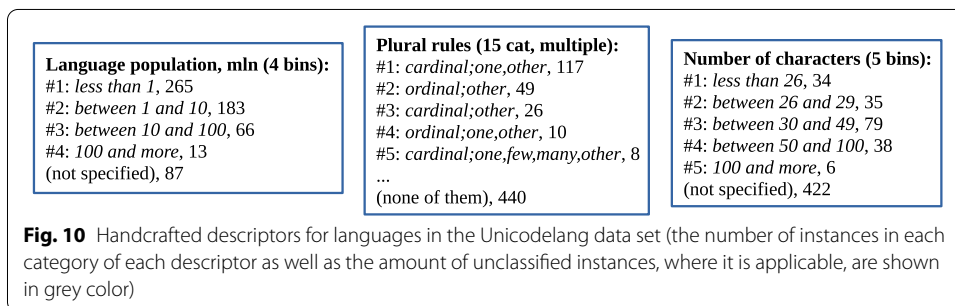 Language population, mln (4 bins):
#1: less than 1, 265
#2: between 1 and 10, 183
#3: between 10 and 100, 66
#4: 100 and more, 13
(not specified), 87
Plural rules (15 cat, multiple):
#1: cardinal;one,other, 117
#2: ordinal;other, 49
#3: cardinal;other, 26
#4: ordinal;one,other, 10
#5: cardinal;one,few,many,other, 8
...
(none of them), 440
Number of characters (5 bins):
#1: less than 26, 34
#2: between 26 and 29, 35
#3: between 30 and 49, 79
#4: between 50 and 100, 38
#5: 100 and more, 6
(not specified), 422
Fig. 10 Handcrafted descriptors for languages in the Unicodelang data set (the number of instances in each
category of each descriptor as well as the amount of unclassified instances, where it is applicable, are shown
in grey color)